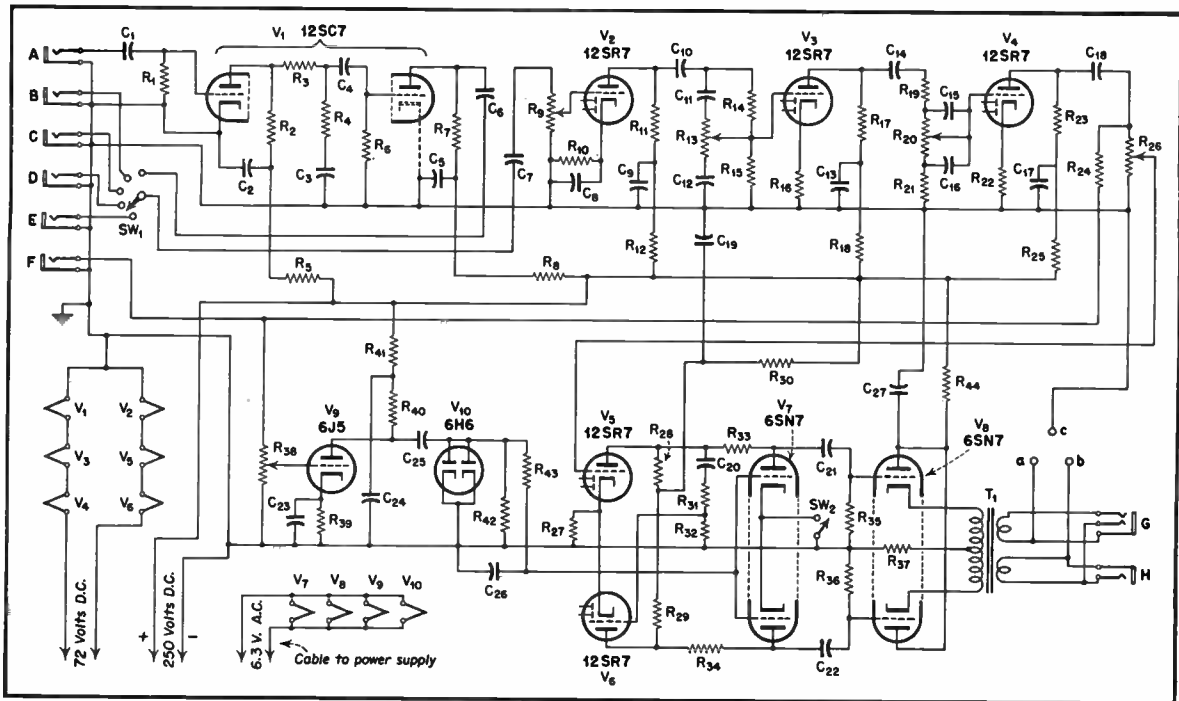 V1 12SC7
V2
12SR7
V3
12SR7
V4
12SR7
A
B
C
D
E
F
SW1
C1
R1
R2
R3
R4
C2
C3
C4
R6
R7
C5
C6
C7
R9
R10
C8
R11
C9
C10
C11
R13
C12
R14
R15
R16
R17
C13
C14
R19
C15
R20
C16
R21
R22
R23
C17
C18
R24
R26
R5
R8
R12
C19
R18
R25
R41
R40
R30
C27
R44
V1
V2
V3
V5
V4
V6
72 Volts D.C.
+
250 Volts D.C.
−
R38
V9
6J5
C23
R39
C24
C25
V10
6H6
R42
R43
C26
V7
V8
V9
V10
6.3 V. A.C.
Cable to power supply
V5
12SR7
R27
R28
R29
12SR7
V6
R33
C20
R31
R32
R34
V7
6SN7
SW2
C21
C22
R35
R36
R37
V8
6SN7
T1
a
b
c
G
H